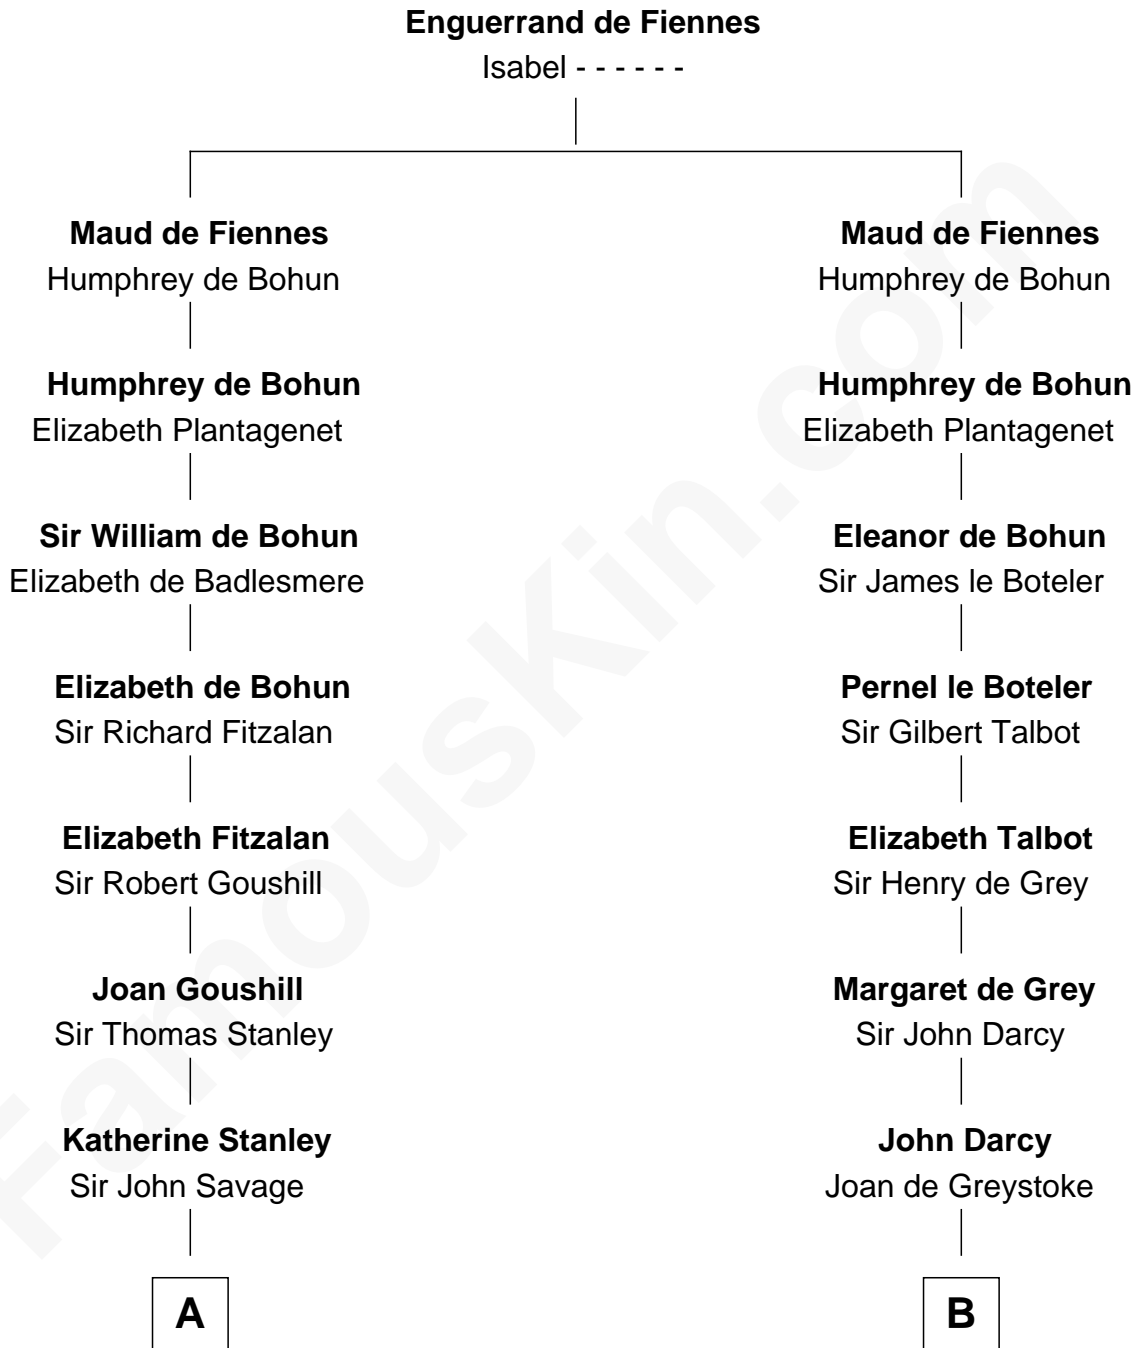 Enguerrand de Fiennes
Isabel - - - - - -
Maud de Fiennes
Humphrey de Bohun
Maud de Fiennes
Humphrey de Bohun
Humphrey de Bohun
Elizabeth Plantagenet
Humphrey de Bohun
Elizabeth Plantagenet
Sir William de Bohun
Elizabeth de Badlesmere
Eleanor de Bohun
Sir James le Boteler
Elizabeth de Bohun
Sir Richard Fitzalan
Pernel le Boteler
Sir Gilbert Talbot
Elizabeth Fitzalan
Sir Robert Goushill
Elizabeth Talbot
Sir Henry de Grey
Joan Goushill
Sir Thomas Stanley
Margaret de Grey
Sir John Darcy
Katherine Stanley
Sir John Savage
John Darcy
Joan de Greystoke
A
B
FamousKin.com